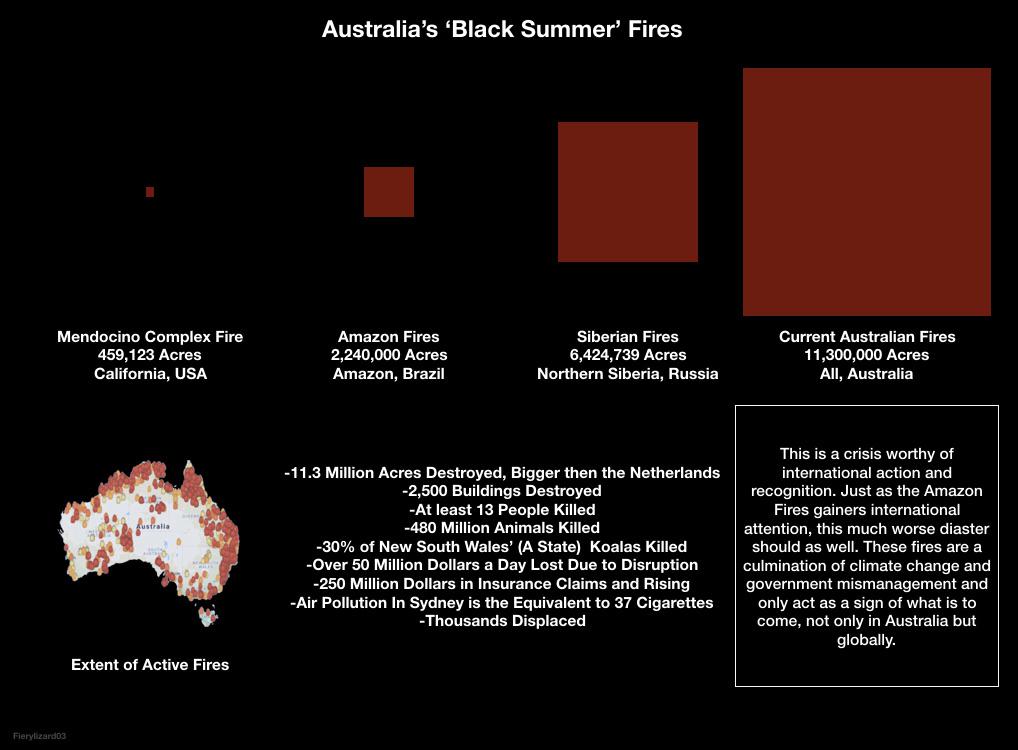 Australia's 'Black Summer' Fires
Mendocino Complex Fire
459,123 Acres
California, USA
Amazon Fires
2,240,000 Acres
Amazon, Brazil
Siberian Fires
6,424,739 Acres
Northern Siberia, Russia
Current Australian Fires
11,300,000 Acres
All, Australia
Australia
Extent of Active Fires
-11.3 Million Acres Destroyed, Bigger then the Netherlands
-2,500 Buildings Destroyed
-At least 13 People Killed
-480 Million Animals Killed
-30% of New South Wales' (A State)  Koalas Killed
-Over 50 Million Dollars a Day Lost Due to Disruption
-250 Million Dollars in Insurance Claims and Rising
-Air Pollution In Sydney is the Equivalent to 37 Cigarettes
-Thousands Displaced
This is a crisis worthy of
international action and
recognition. Just as the Amazon
Fires gainers international
attention, this much worse diaster
should as well. These fires are a
culmination of climate change and
government mismanagement and
only act as a sign of what is to
come, not only in Australia but
globally.
Fierylizard03